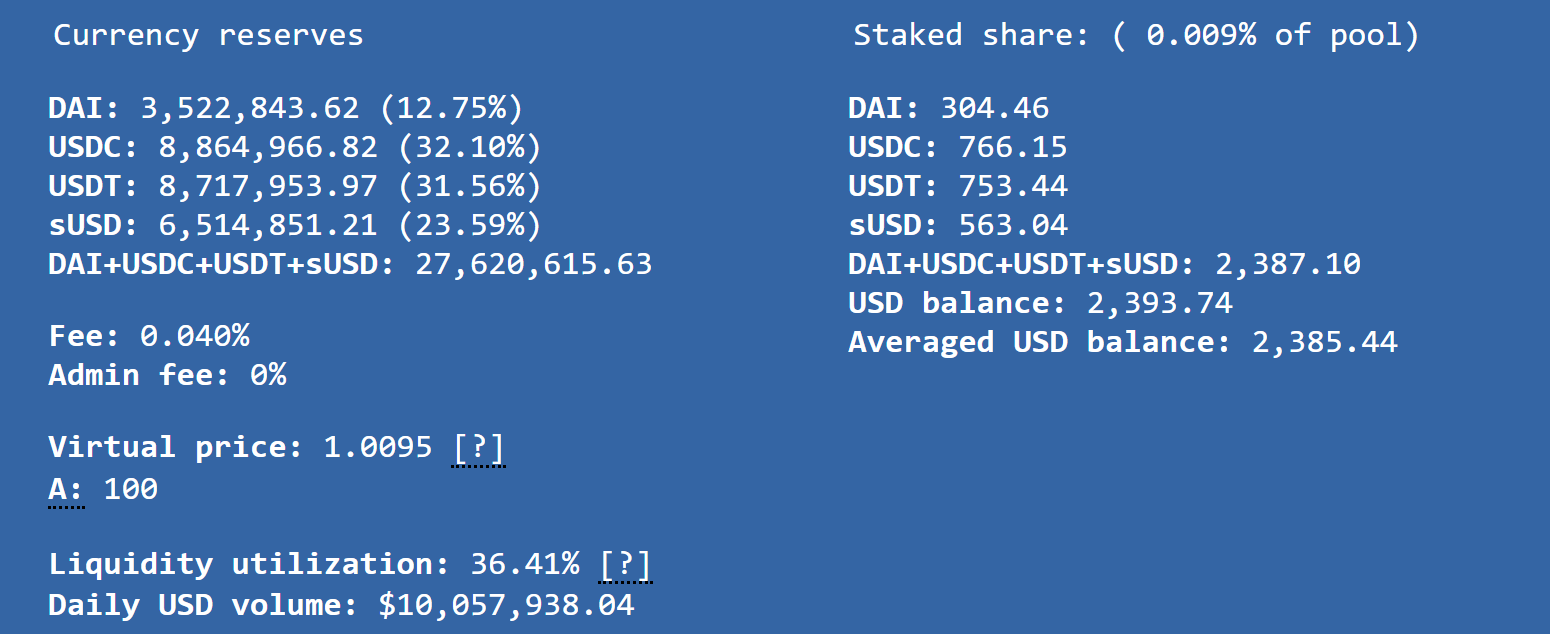 Currency reserves
DAI: 3,522,843.62 (12.75%)
USDC: 8,864,966.82 (32.10%)
USDT: 8,717,953.97 (31.56%)
sUSD: 6,514,851.21 (23.59%)
DAI+USDC+USDT+sUSD: 27,620,615.63
Fee: 0.040%
Admin fee: 0%
Virtual price: 1.0095 [?]
A: 100
Liquidity utilization: 36.41% [?]
Daily USD volume: $10,057,938.04
Staked share: ( 0.009% of pool)
DAI: 304.46
USDC: 766.15
USDT: 753.44
sUSD: 563.04
DAI+USDC+USDT+sUSD: 2,387.10
USD balance: 2,393.74
Averaged USD balance: 2,385.44